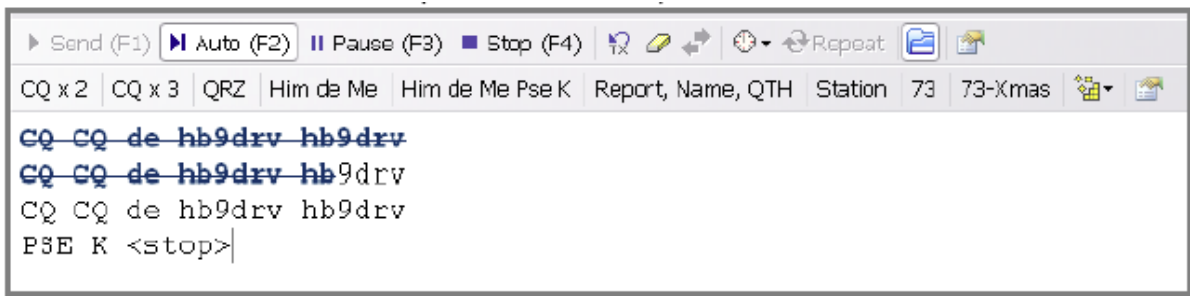 Send (F1) Auto (F2) Pause (F3) Stop (F4) TX Repeat
CQ x 2 CQ x 3 QRZ Him de Me Him de Me Pse K Report, Name, QTH Station 73 73-Xmas
CQ CQ de hb9drv hb9drv
CQ CQ de hb9drv hb9drv
CQ CQ de hb9drv hb9drv
PSE K <stop>